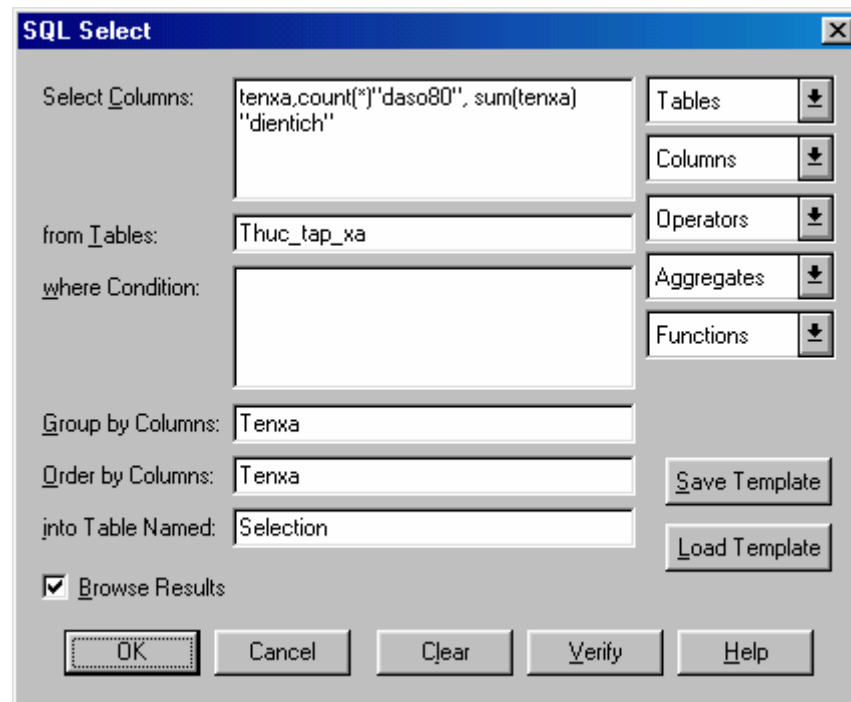 SQL Select
Select Columns:
tenxa,count(*)"daso80", sum(tenxa)
"dientich"
Tables
Columns
Operators
Aggregates
Functions
from Tables:
Thuc_tap_xa
where Condition:
Group by Columns:
Tenxa
Order by Columns:
Tenxa
into Table Named:
Selection
Save Template
Load Template
Browse Results
OK
Cancel
Clear
Verify
Help